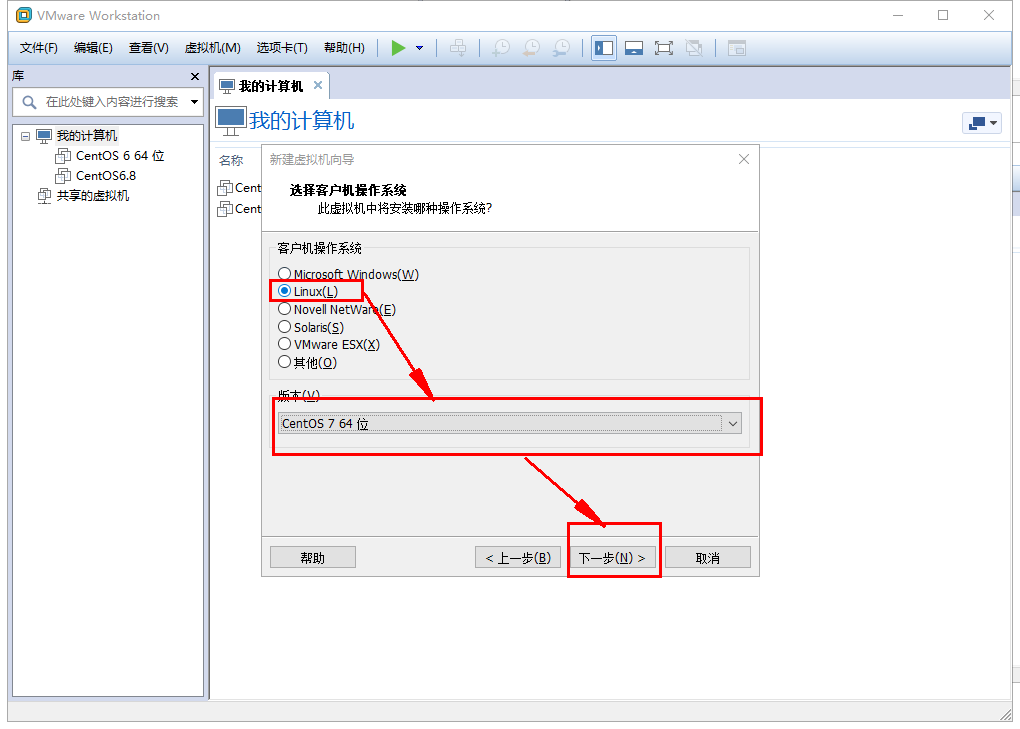 VMware Workstation
文件(F) 编辑(E) 查看(V) 虚拟机(M) 选项卡(T) 帮助(H)
库
在此处键入内容进行搜索
我的计算机
CentOS 6 64 位
CentOS6.8
共享的虚拟机
我的计算机
我的计算机
名称
Cent
Cent
新建虚拟机向导
选择客户机操作系统
此虚拟机中将安装哪种操作系统?
客户机操作系统
Microsoft Windows(W)
Linux(L)
Novell NetWare(E)
Solaris(S)
VMware ESX(X)
其他(O)
版本(V)
CentOS 7 64 位
帮助 < 上一步(B) 下一步(N) > 取消